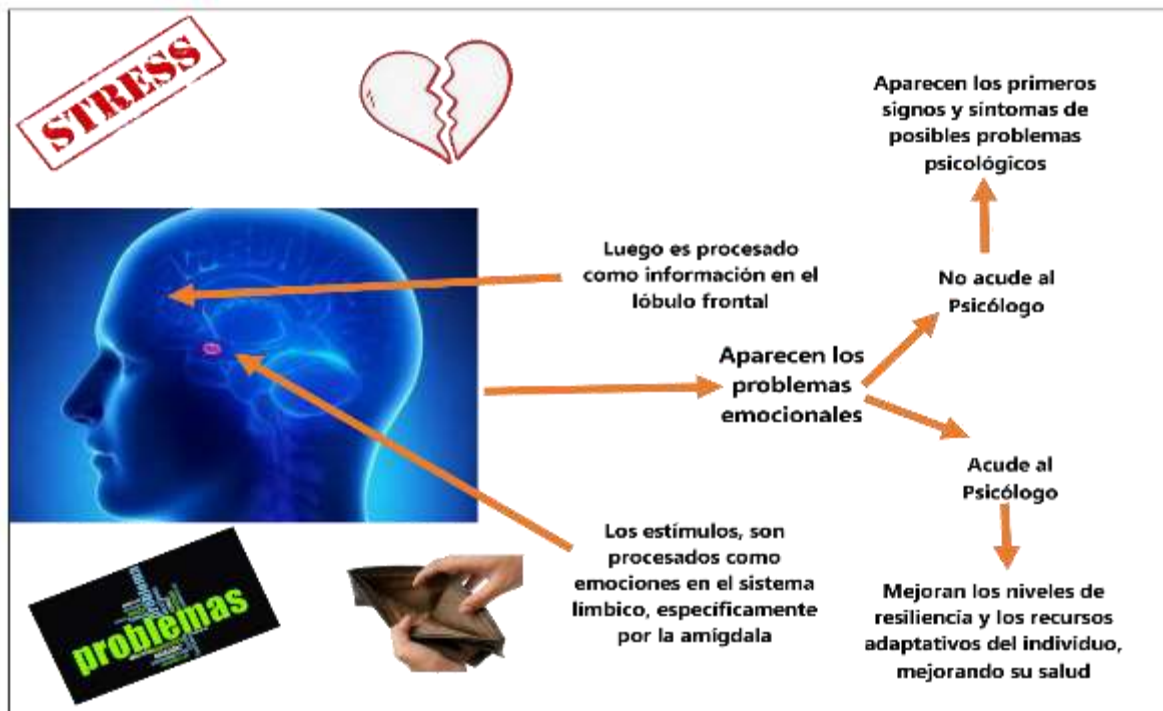 STRESS
Aparecen los primeros
signos y síntomas de
posibles problemas
psicológicos
Luego es procesado
como información en el
lóbulo frontal
No acude al
Psicólogo
Aparecen los
problemas
emocionales
Acude al
Psicólogo
Los estímulos, son
procesados como
emociones en el sistema
límbico, específicamente
por la amígdala
Mejoran los niveles de
resiliencia y los recursos
adaptativos del individuo,
mejorando su salud
problemas